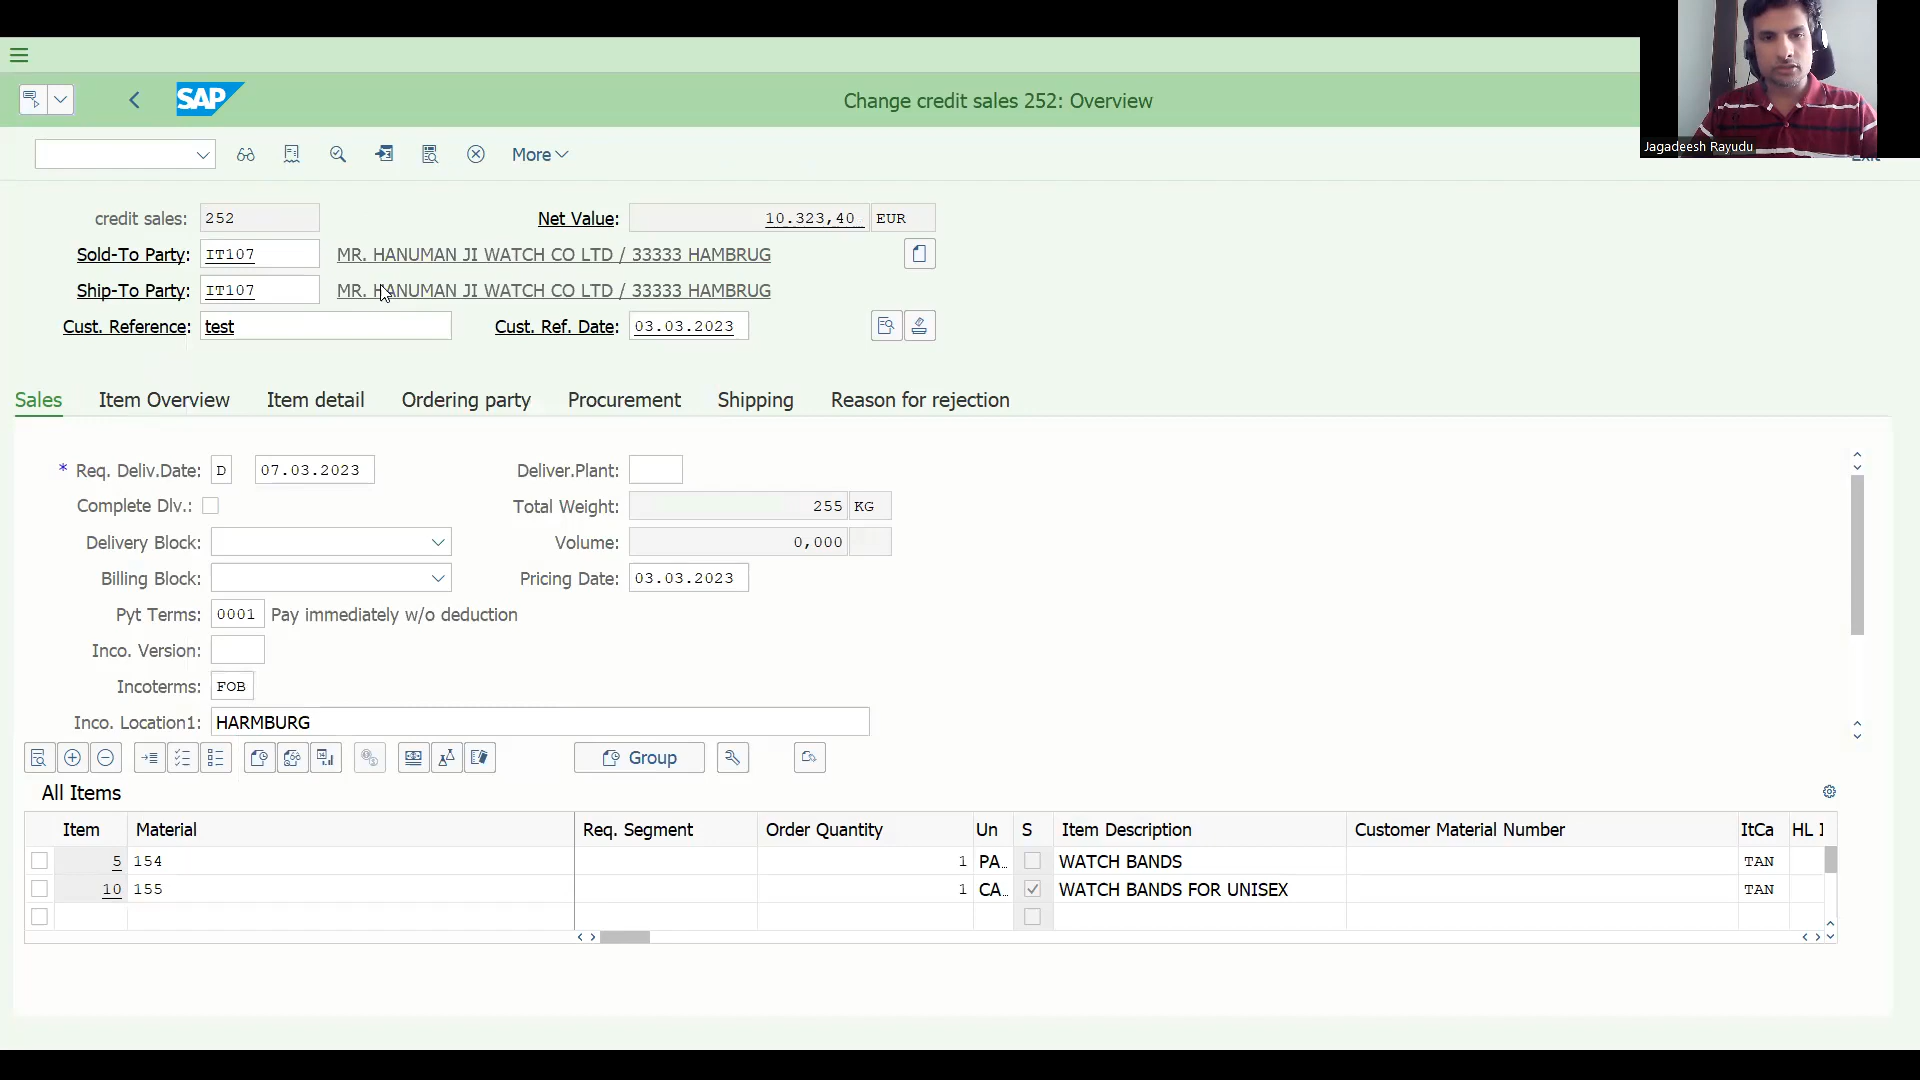 SAP
Change credit sales 252: Overview
Jagadeesh Rayudu
More
credit sales: 252 Net Value: 10.323,40 EUR
Sold-To Party: IT107 MR. HANUMAN JI WATCH CO LTD / 33333 HAMBRUG
Ship-To Party: IT107 MR. HANUMAN JI WATCH CO LTD / 33333 HAMBRUG
Cust. Reference: test Cust. Ref. Date: 03.03.2023
Sales Item Overview Item detail Ordering party Procurement Shipping Reason for rejection
* Req. Deliv.Date: D 07.03.2023 Deliver.Plant:
Complete Dlv.: Total Weight: 255 KG
Delivery Block: Volume: 0,000
Billing Block: Pricing Date: 03.03.2023
Pyt Terms: 0001 Pay immediately w/o deduction
Inco. Version:
Incoterms: FOB
Inco. Location1: HARMBURG
Group
All Items
Item Material Req. Segment Order Quantity Un S Item Description Customer Material Number ItCa HL I
5 154 1 PA.. WATCH BANDS TAN
10 155 1 CA.. WATCH BANDS FOR UNISEX TAN